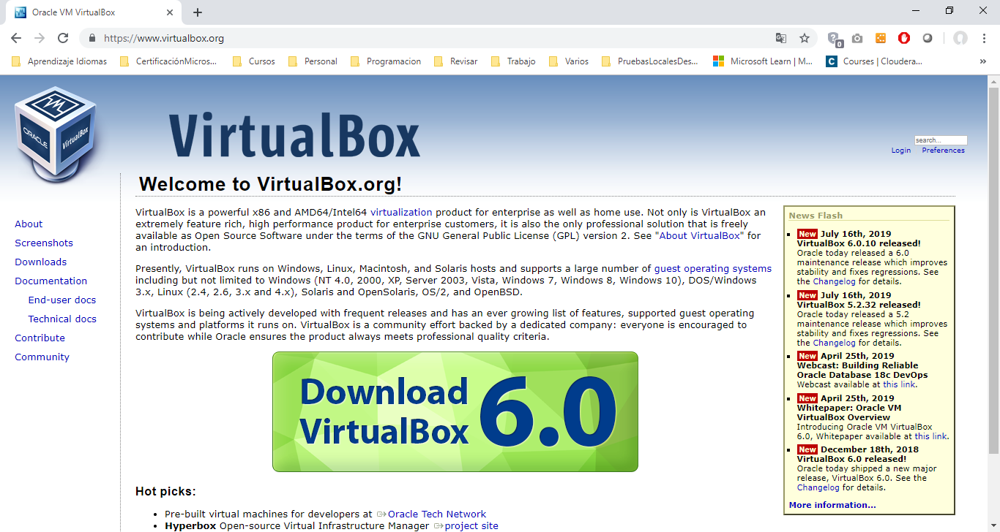 Oracle VM VirtualBox
https://www.virtualbox.org
0
Aprendizaje Idiomas
CertificaciónMicros...
Cursos
Personal
Programacion
Revisar
Trabajo
Varios
PruebasLocalesDes...
Microsoft Learn | M...
C
Courses | Cloudera...
»
ORACLE
VirtualBox
VirtualBox
search...
Login
Preferences
Welcome to VirtualBox.org!
About
Screenshots
Downloads
Documentation
End-user docs
Technical docs
Contribute
Community
VirtualBox is a powerful x86 and AMD64/Intel64 virtualization product for enterprise as well as home use. Not only is VirtualBox an
extremely feature rich, high performance product for enterprise customers, it is also the only professional solution that is freely
available as Open Source Software under the terms of the GNU General Public License (GPL) version 2. See "About VirtualBox" for
an introduction.
Presently, VirtualBox runs on Windows, Linux, Macintosh, and Solaris hosts and supports a large number of guest operating systems
including but not limited to Windows (NT 4.0, 2000, XP, Server 2003, Vista, Windows 7, Windows 8, Windows 10), DOS/Windows
3.x, Linux (2.4, 2.6, 3.x and 4.x), Solaris and OpenSolaris, OS/2, and OpenBSD.
VirtualBox is being actively developed with frequent releases and has an ever growing list of features, supported guest operating
systems and platforms it runs on. VirtualBox is a community effort backed by a dedicated company: everyone is encouraged to
contribute while Oracle ensures the product always meets professional quality criteria.
Download
VirtualBox
6.0
Hot picks:
• Pre-built virtual machines for developers at Oracle Tech Network
• Hyperbox Open-source Virtual Infrastructure Manager project site
News Flash
New July 16th, 2019
VirtualBox 6.0.10 released!
Oracle today released a 6.0
maintenance release which improves
stability and fixes regressions. See
the Changelog for details.
New July 16th, 2019
VirtualBox 5.2.32 released!
Oracle today released a 5.2
maintenance release which improves
stability and fixes regressions. See
the Changelog for details.
New April 25th, 2019
Webcast: Building Reliable
Oracle Database 18c DevOps
Webcast available at this link.
New April 25th, 2019
Whitepaper: Oracle VM
VirtualBox Overview
Introducing Oracle VM VirtualBox
6.0, Whitepaper available at this link.
New December 18th, 2018
VirtualBox 6.0 released!
Oracle today shipped a new major
release, VirtualBox 6.0. See the
Changelog for details.
More information...